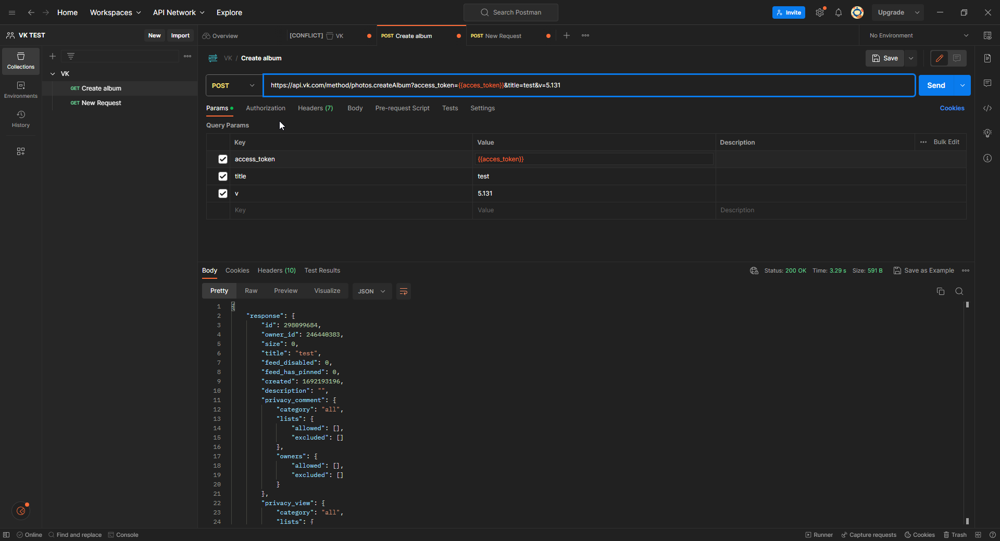 Home
Workspaces
API Network
Explore
Search Postman
Invite
Upgrade
VK TEST
New
Import
Overview
[CONFLICT] VK
POST Create album
POST New Request
No Environment
Collections
Environments
History
VK
GET Create album
GET New Request
HTTP VK / Create album
Save
POST
https://api.vk.com/method/photos.createAlbum?access_token={{acces_token}}&title=test&v=5.131
Send
Params
Authorization
Headers (7)
Body
Pre-request Script
Tests
Settings
Cookies
Query Params
Key Value Description
Bulk Edit
access_token {{acces_token}}
title test
v 5.131
Key Value Description
Body
Cookies
Headers (10)
Test Results
Status: 200 OK Time: 3.29 s Size: 591 B
Save as Example
Pretty
Raw
Preview
Visualize
JSON
1 {
2 "response": {
3 "id": 298099684,
4 "owner_id": 246440383,
5 "size": 0,
6 "title": "test",
7 "feed_disabled": 0,
8 "feed_has_pinned": 0,
9 "created": 1692193196,
10 "description": "",
11 "privacy_comment": {
12 "category": "all",
13 "lists": {
14 "allowed": [],
15 "excluded": []
16 },
17 "owners": {
18 "allowed": [],
19 "excluded": []
20 }
21 },
22 "privacy_view": {
23 "category": "all",
24 "lists": {
Online
Find and replace
Console
Runner
Capture requests
Cookies
Trash